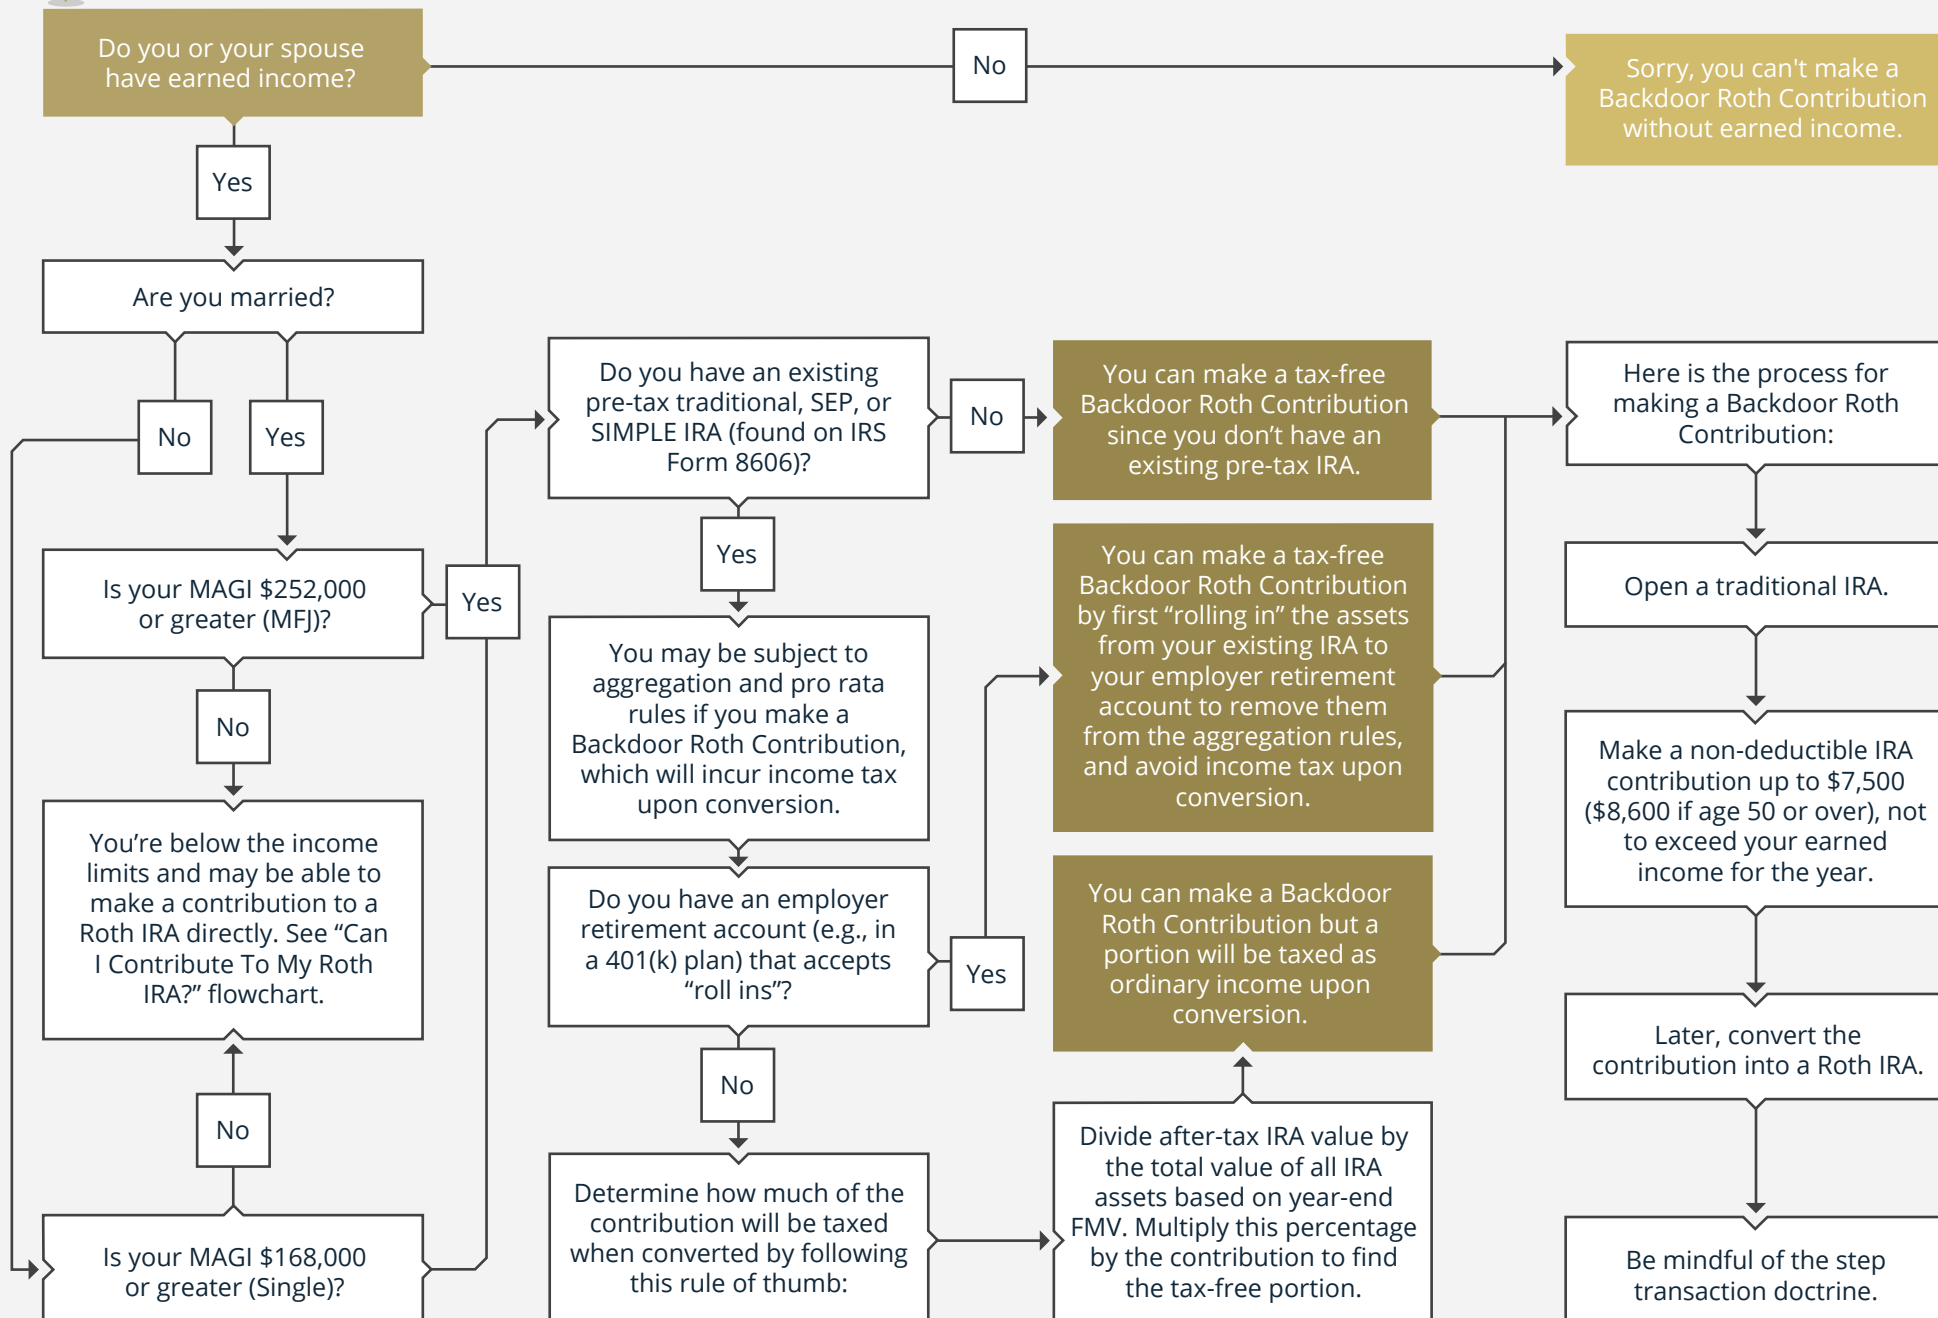 Do you or your spouse
have earned income?
No
Sorry, you can't make a
Backdoor Roth Contribution
without earned income.
Yes
Are you married?
No
Yes
Is your MAGI $252,000
or greater (MFJ)?
Yes
No
You’re below the income
limits and may be able to
make a contribution to a
Roth IRA directly. See “Can
I Contribute To My Roth
IRA?” flowchart.
No
Is your MAGI $168,000
or greater (Single)?
Do you have an existing
pre-tax traditional, SEP, or
SIMPLE IRA (found on IRS
Form 8606)?
No
Yes
You may be subject to
aggregation and pro rata
rules if you make a
Backdoor Roth Contribution,
which will incur income tax
upon conversion.
Do you have an employer
retirement account (e.g., in
a 401(k) plan) that accepts
“roll ins”?
Yes
No
Determine how much of the
contribution will be taxed
when converted by following
this rule of thumb:
You can make a tax-free
Backdoor Roth Contribution
since you don’t have an
existing pre-tax IRA.
You can make a tax-free
Backdoor Roth Contribution
by first “rolling in” the assets
from your existing IRA to
your employer retirement
account to remove them
from the aggregation rules,
and avoid income tax upon
conversion.
You can make a Backdoor
Roth Contribution but a
portion will be taxed as
ordinary income upon
conversion.
Divide after-tax IRA value by
the total value of all IRA
assets based on year-end
FMV. Multiply this percentage
by the contribution to find
the tax-free portion.
Here is the process for
making a Backdoor Roth
Contribution:
Open a traditional IRA.
Make a non-deductible IRA
contribution up to $7,500
($8,600 if age 50 or over), not
to exceed your earned
income for the year.
Later, convert the
contribution into a Roth IRA.
Be mindful of the step
transaction doctrine.